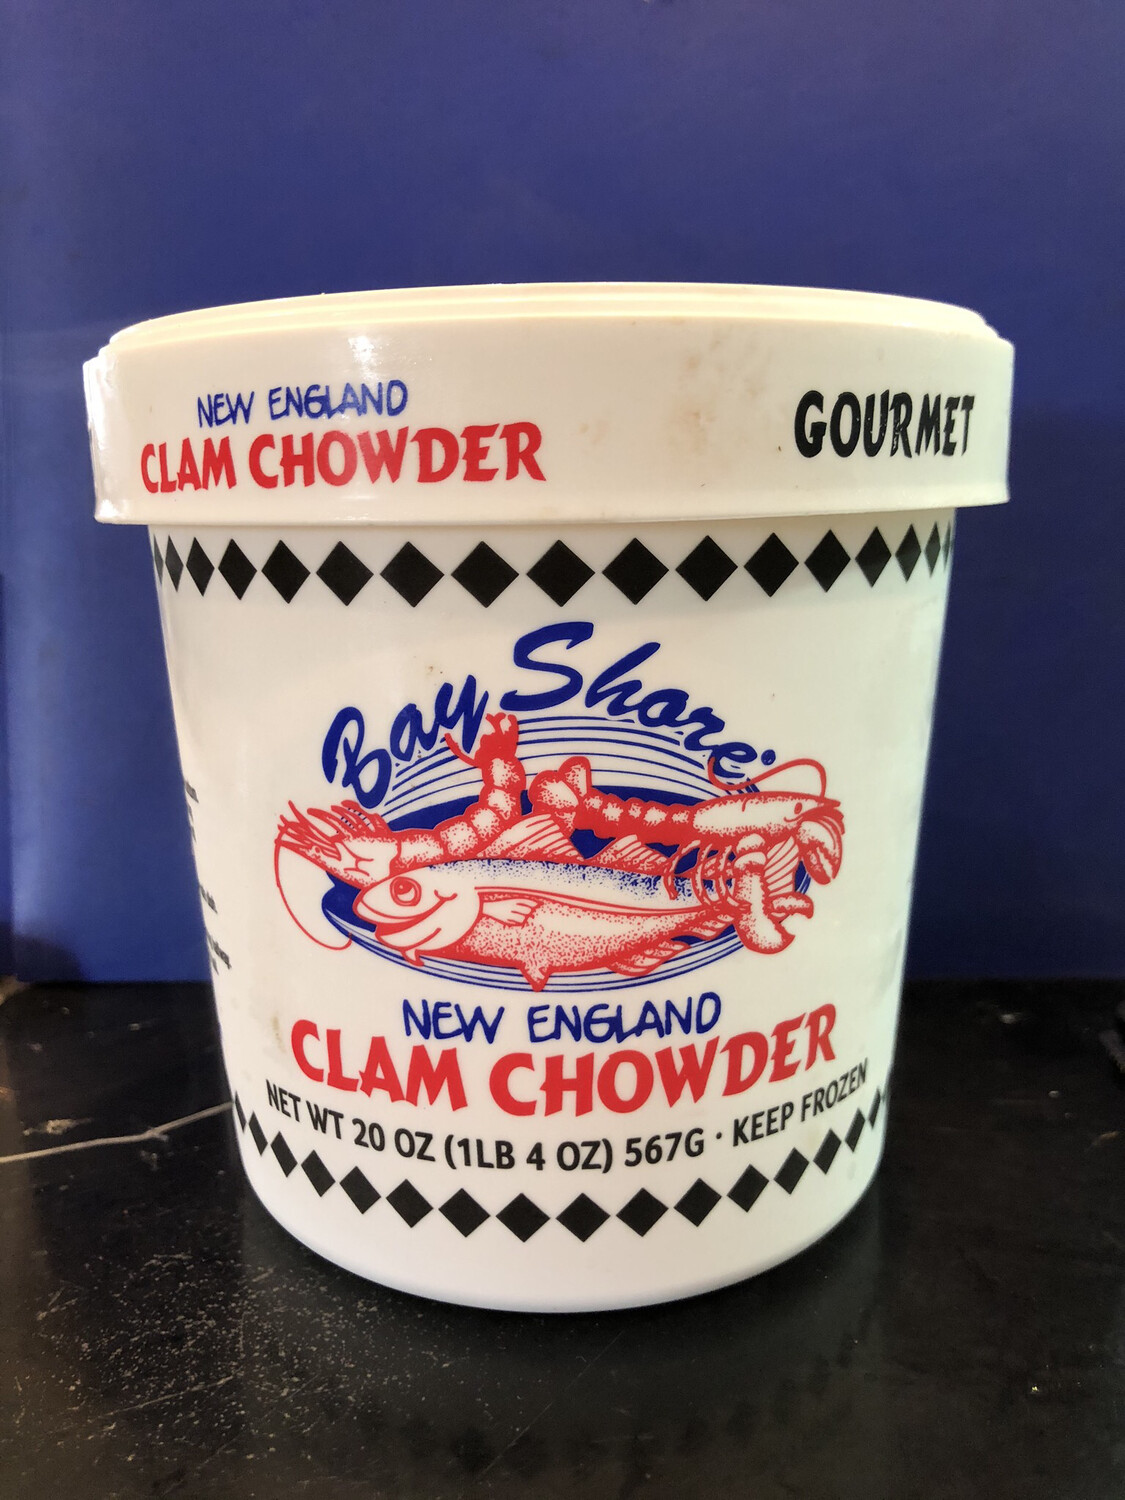 NEW ENGLAND
CLAM CHOWDER
GOURMET
Bay Shore
NEW ENGLAND
CLAM CHOWDER
NET WT 20 OZ (1LB 4 OZ) 567G · KEEP FROZEN